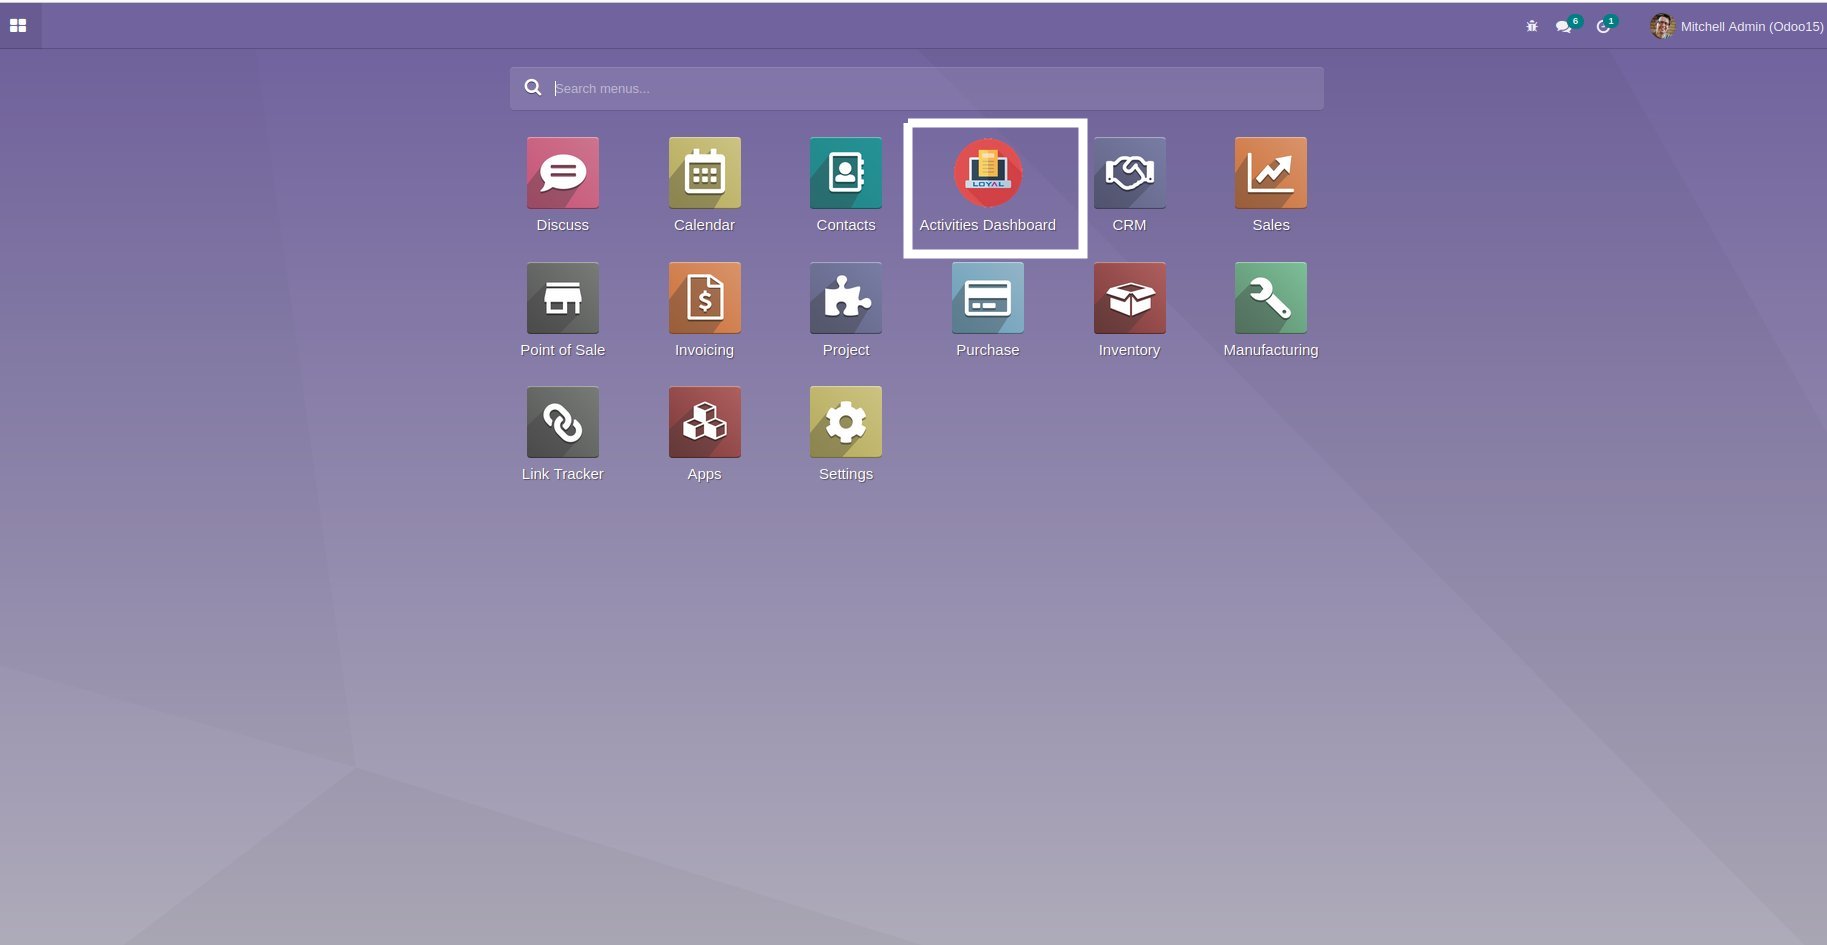 6 1 Mitchell Admin (Odoo15)
Search menus...
LOYAL
Discuss Calendar Contacts Activities Dashboard CRM Sales
$
Point of Sale Invoicing Project Purchase Inventory Manufacturing
Link Tracker Apps Settings